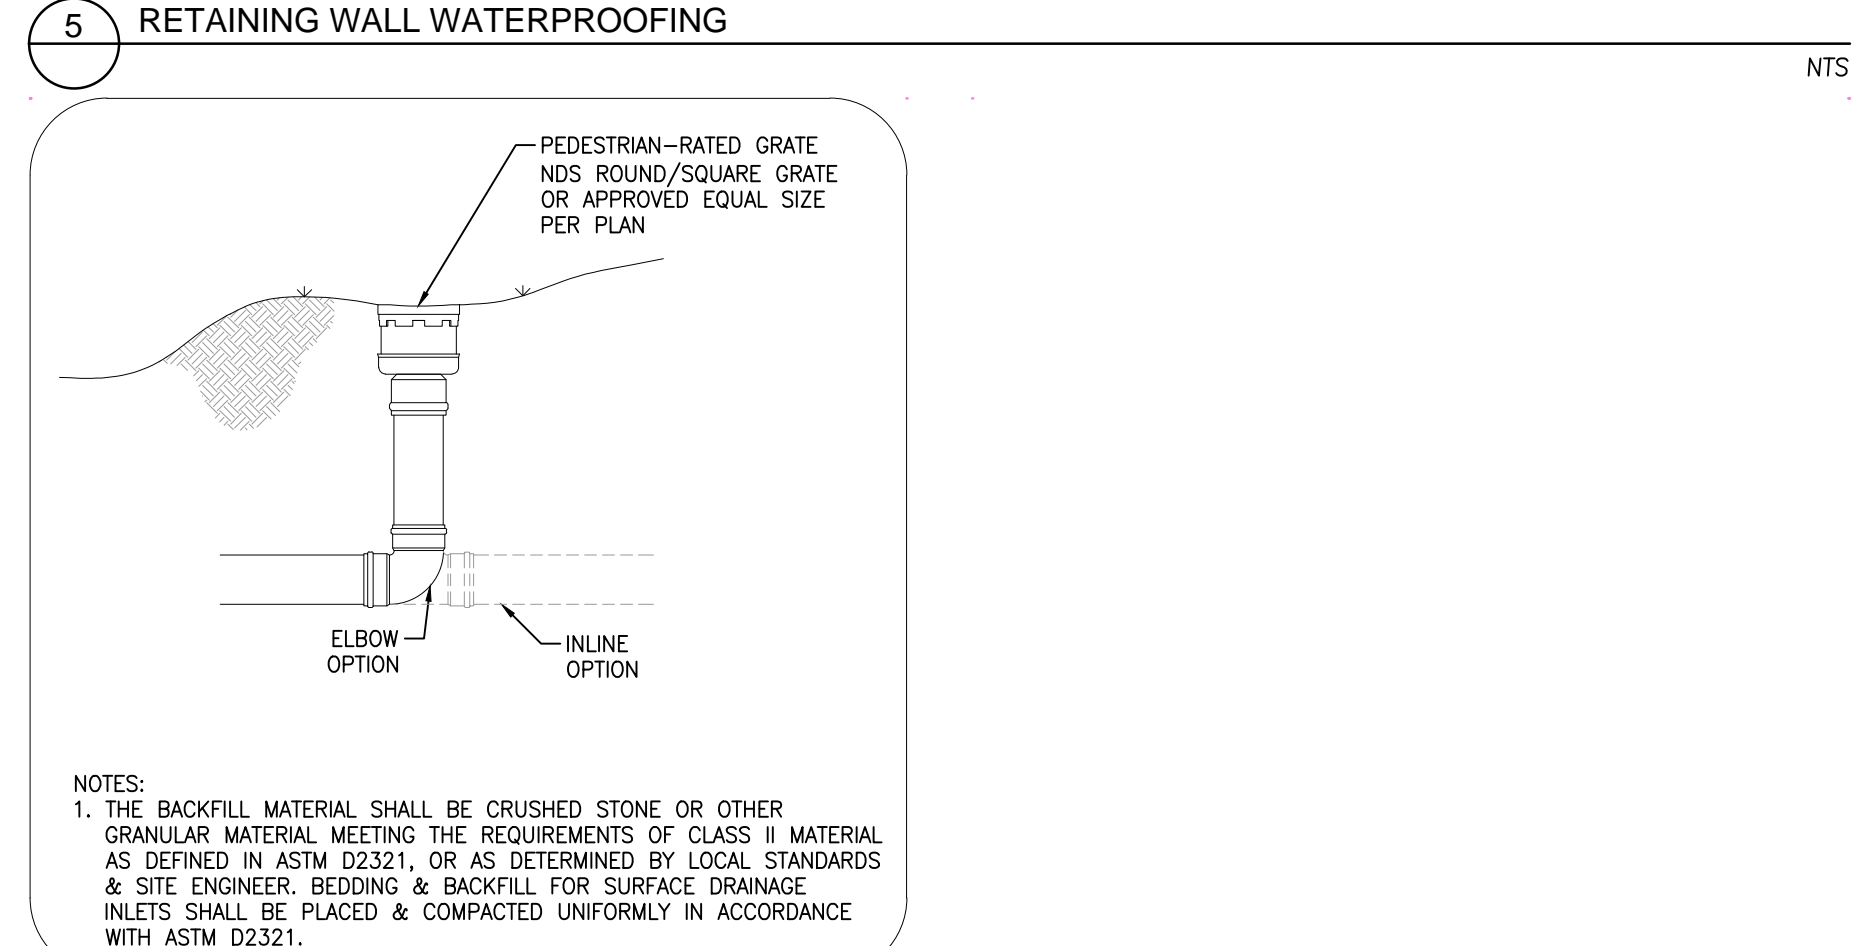 5 RETAINING WALL WATERPROOFING
NTS
PEDESTRIAN-RATED GRATE
NDS ROUND/SQUARE GRATE
OR APPROVED EQUAL SIZE
PER PLAN
ELBOW
OPTION
INLINE
OPTION
NOTES:
1. THE BACKFILL MATERIAL SHALL BE CRUSHED STONE OR OTHER
GRANULAR MATERIAL MEETING THE REQUIREMENTS OF CLASS II MATERIAL
AS DEFINED IN ASTM D2321, OR AS DETERMINED BY LOCAL STANDARDS
& SITE ENGINEER. BEDDING & BACKFILL FOR SURFACE DRAINAGE
INLETS SHALL BE PLACED & COMPACTED UNIFORMLY IN ACCORDANCE
WITH ASTM D2321.